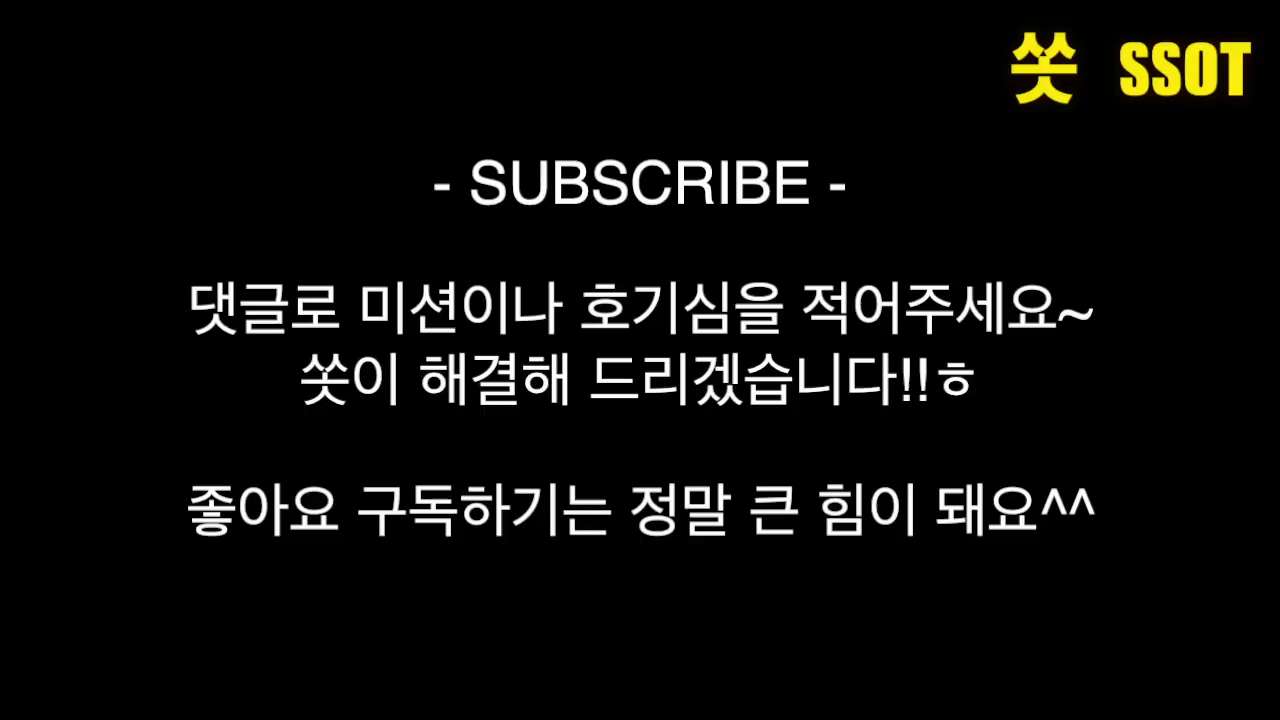 쏫 SSOT
- SUBSCRIBE -
댓글로 미션이나 호기심을 적어주세요~
쏫이 해결해 드리겠습니다!!ㅎ
좋아요 구독하기는 정말 큰 힘이 돼요^^